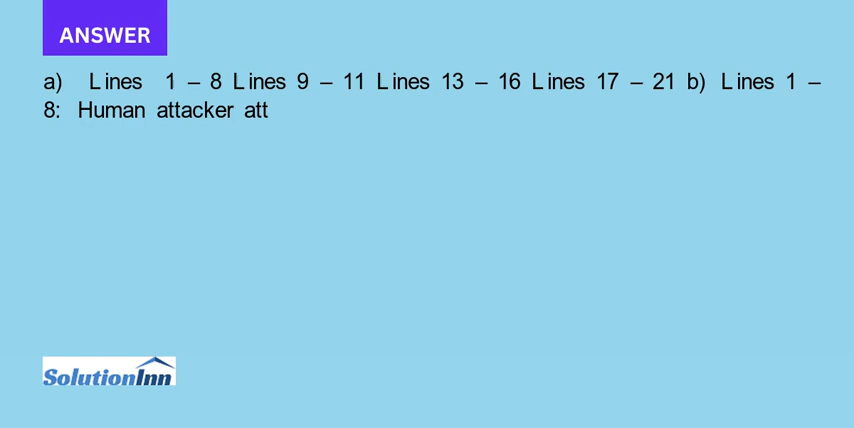 ANSWER
a) Lines 1 – 8 Lines 9 – 11 Lines 13 – 16 Lines 17 – 21 b) Lines 1 –
8: Human attacker att
SolutionInn